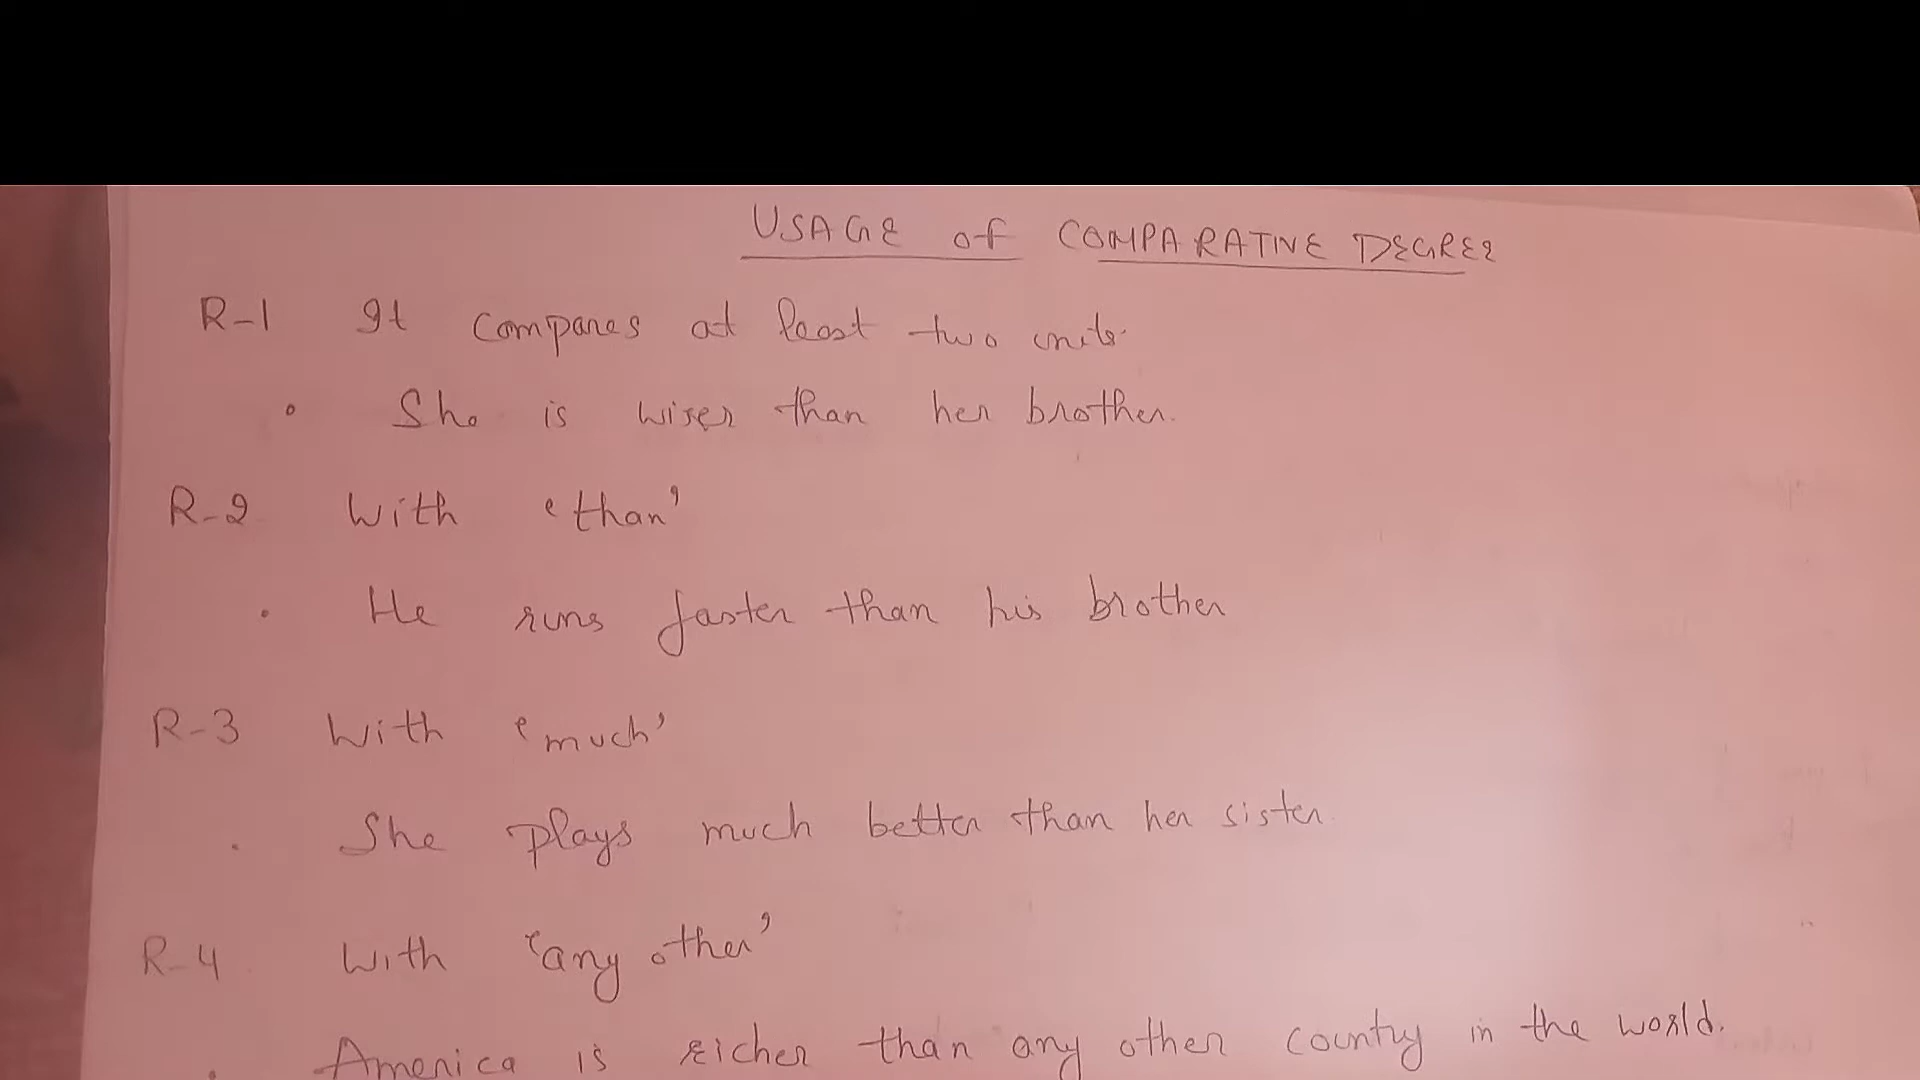 USAGE of COMPARATIVE DEGREE
R-1 It compares at least two units.
• She is wiser than her brother.
R-2 With 'than'
• He runs faster than his brother
R-3 With 'much'
• She plays much better than her sister.
R-4 With 'any other'
• America is richer than any other country in the world.